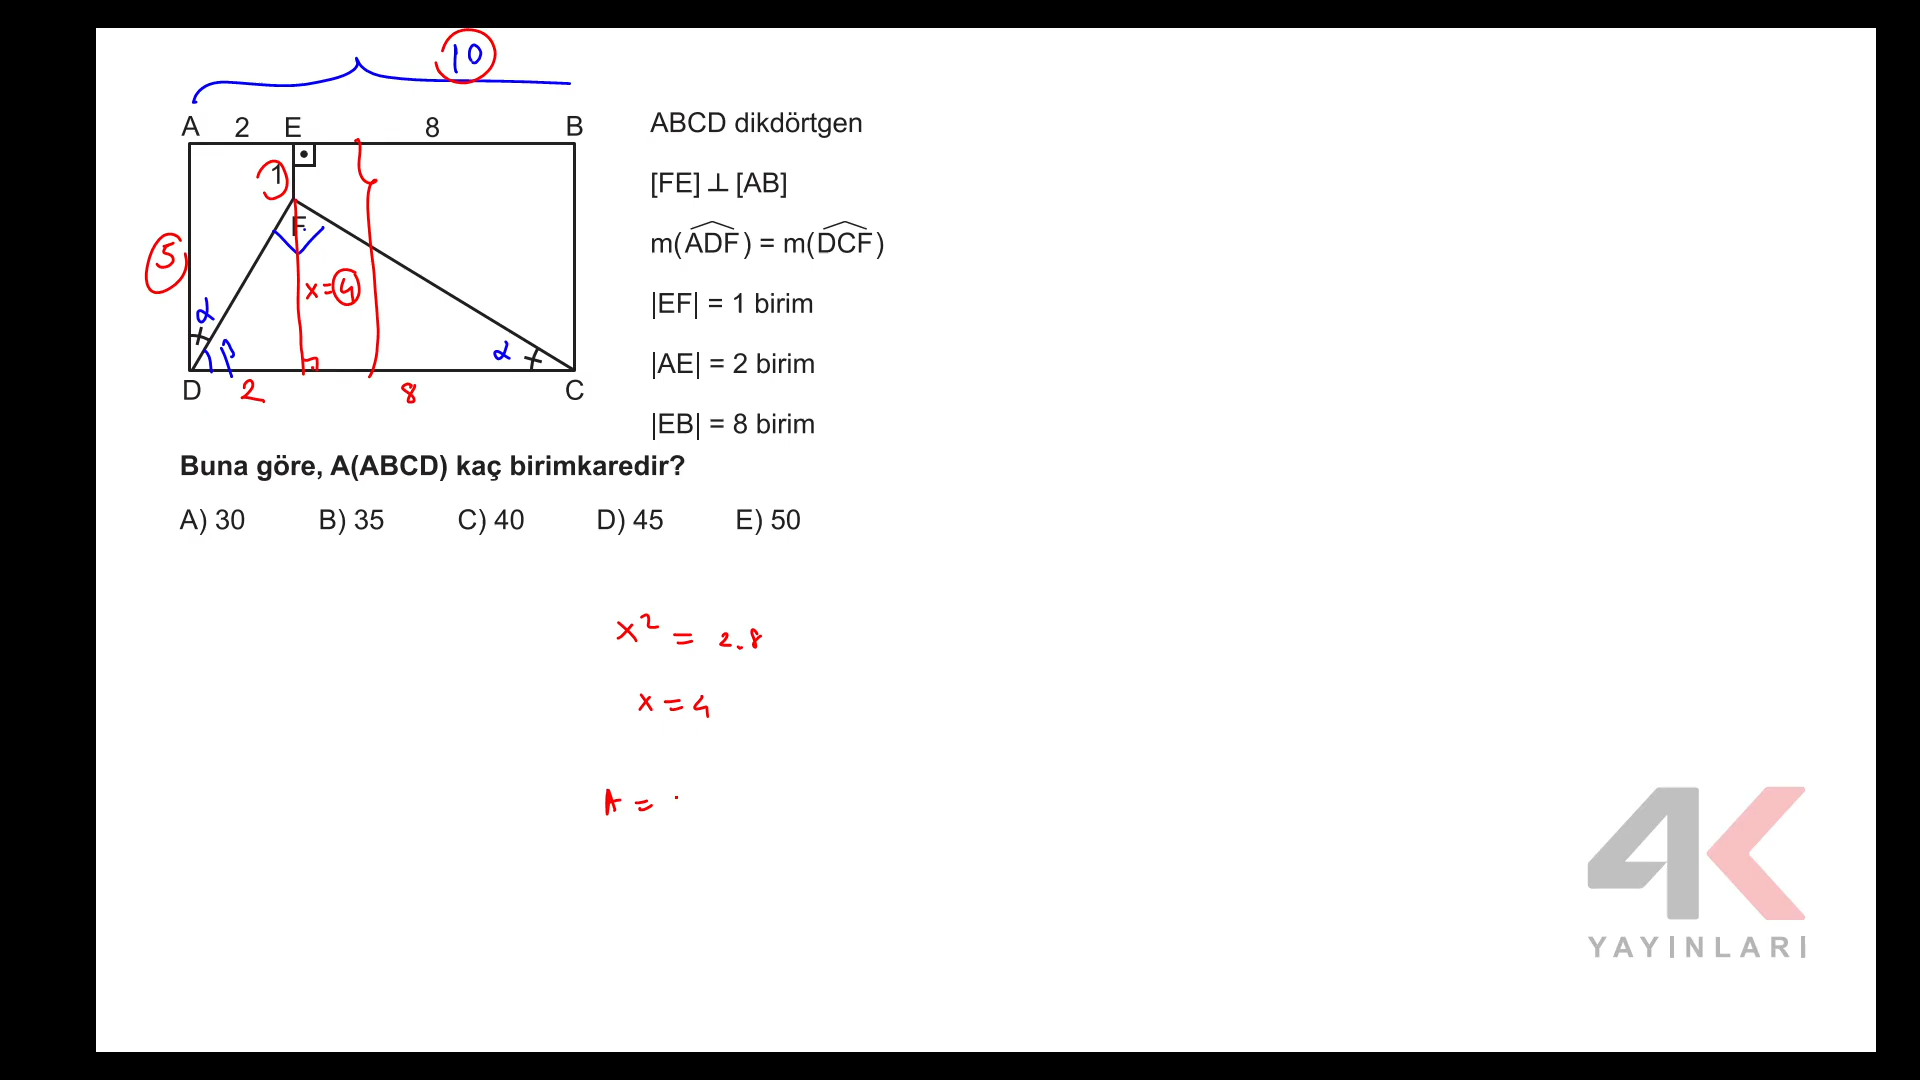 10
A 2 E 8 B
1
F
5
x=4
α
β
α
D 2 8 C
ABCD dikdörtgen
[FE] ⊥ [AB]
m(ADF) = m(DCF)
|EF| = 1 birim
|AE| = 2 birim
|EB| = 8 birim
Buna göre, A(ABCD) kaç birimkaredir?
A) 30 B) 35 C) 40 D) 45 E) 50
x² = 2.8
x = 4
A =
4K
YAYINLARI